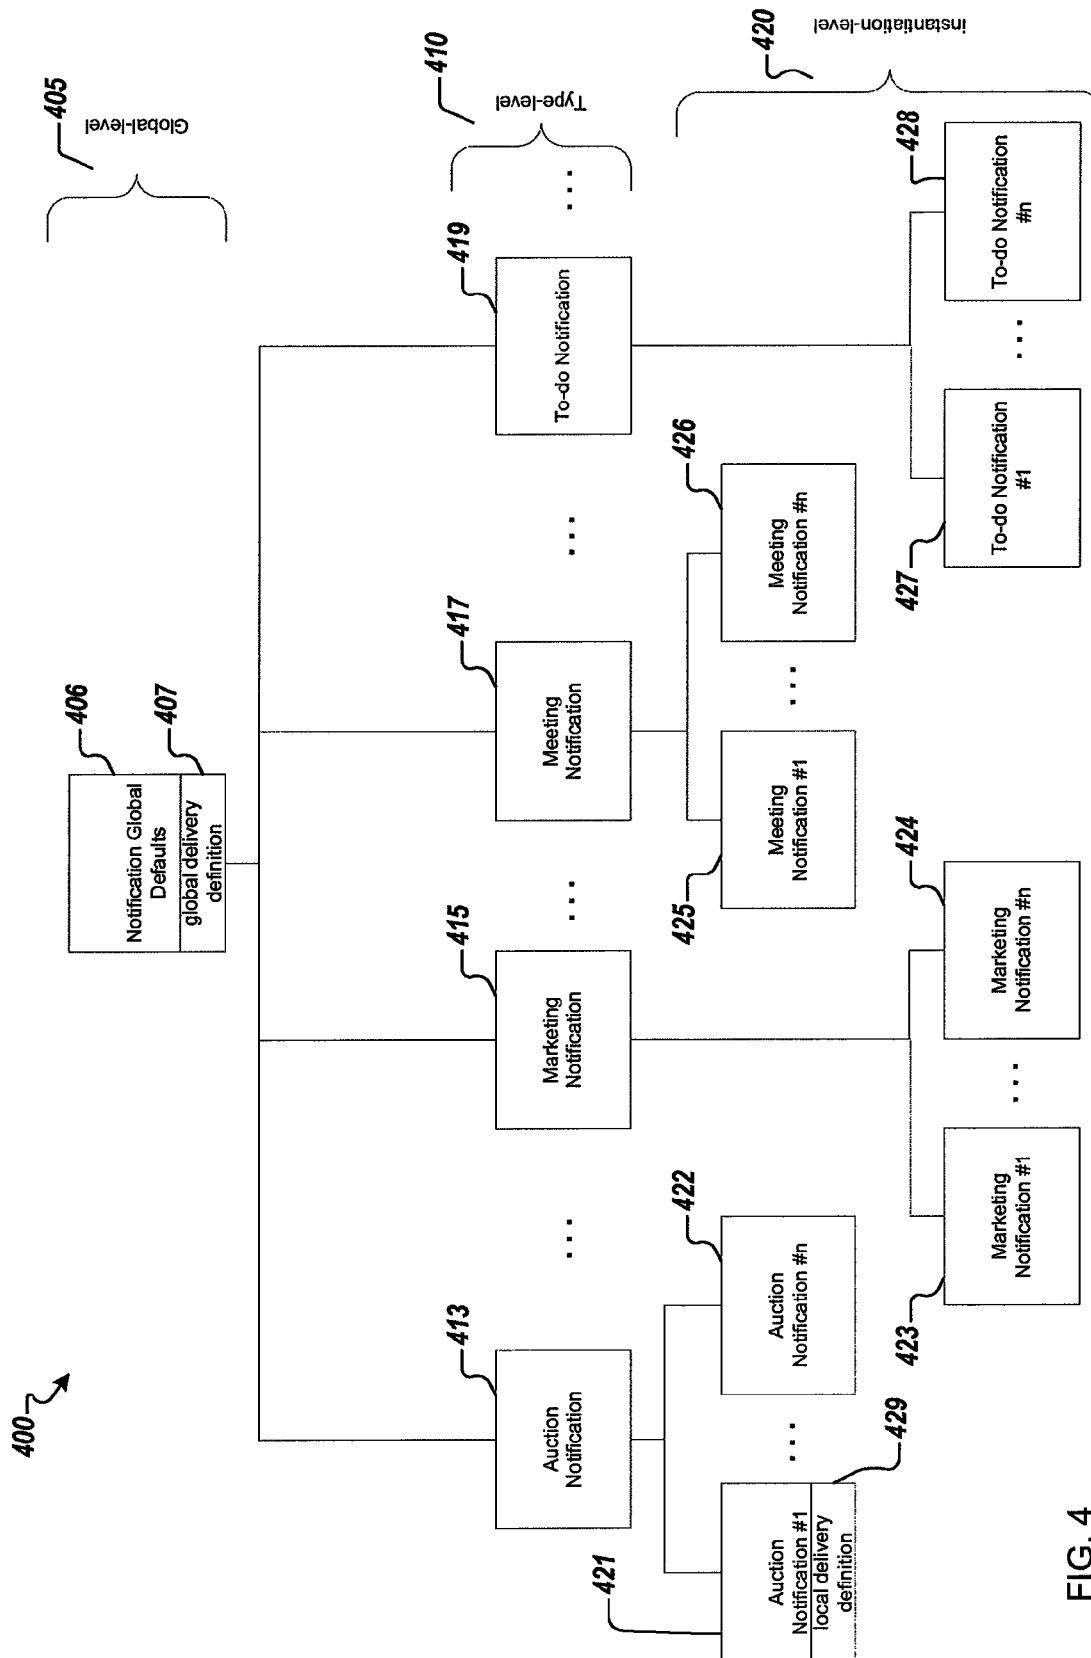 400
406
Notification Global
Defaults
407
global delivery
definition
405
Global-level
413
Auction
Notification
...
415
Marketing
Notification
...
417
Meeting
Notification
...
419
To-do Notification
...
410
Type-level
421
Auction
Notification #1
local delivery
definition
429
...
422
Auction
Notification #n
425
Meeting
Notification #1
...
426
Meeting
Notification #n
423
Marketing
Notification #1
...
424
Marketing
Notification #n
427
To-do Notification
#1
...
428
To-do Notification
#n
420
instantiation-level
FIG. 4